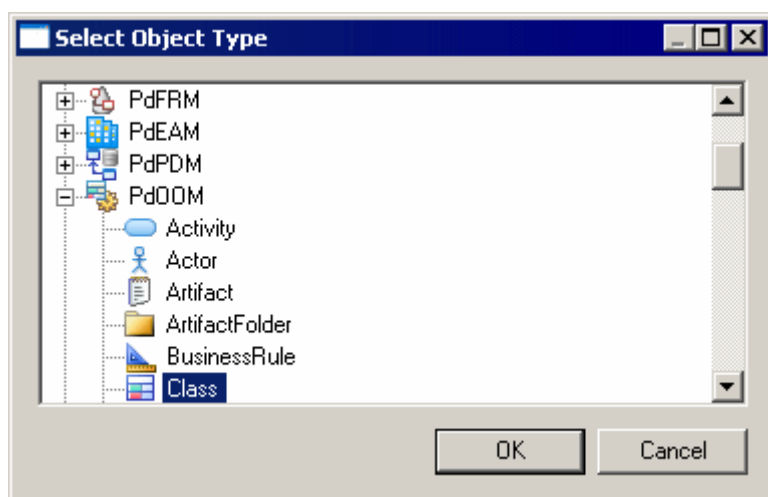 Select Object Type
PdFRM
PdEAM
PdPDM
PdOOM
Activity
Actor
Artifact
ArtifactFolder
BusinessRule
Class
OK Cancel